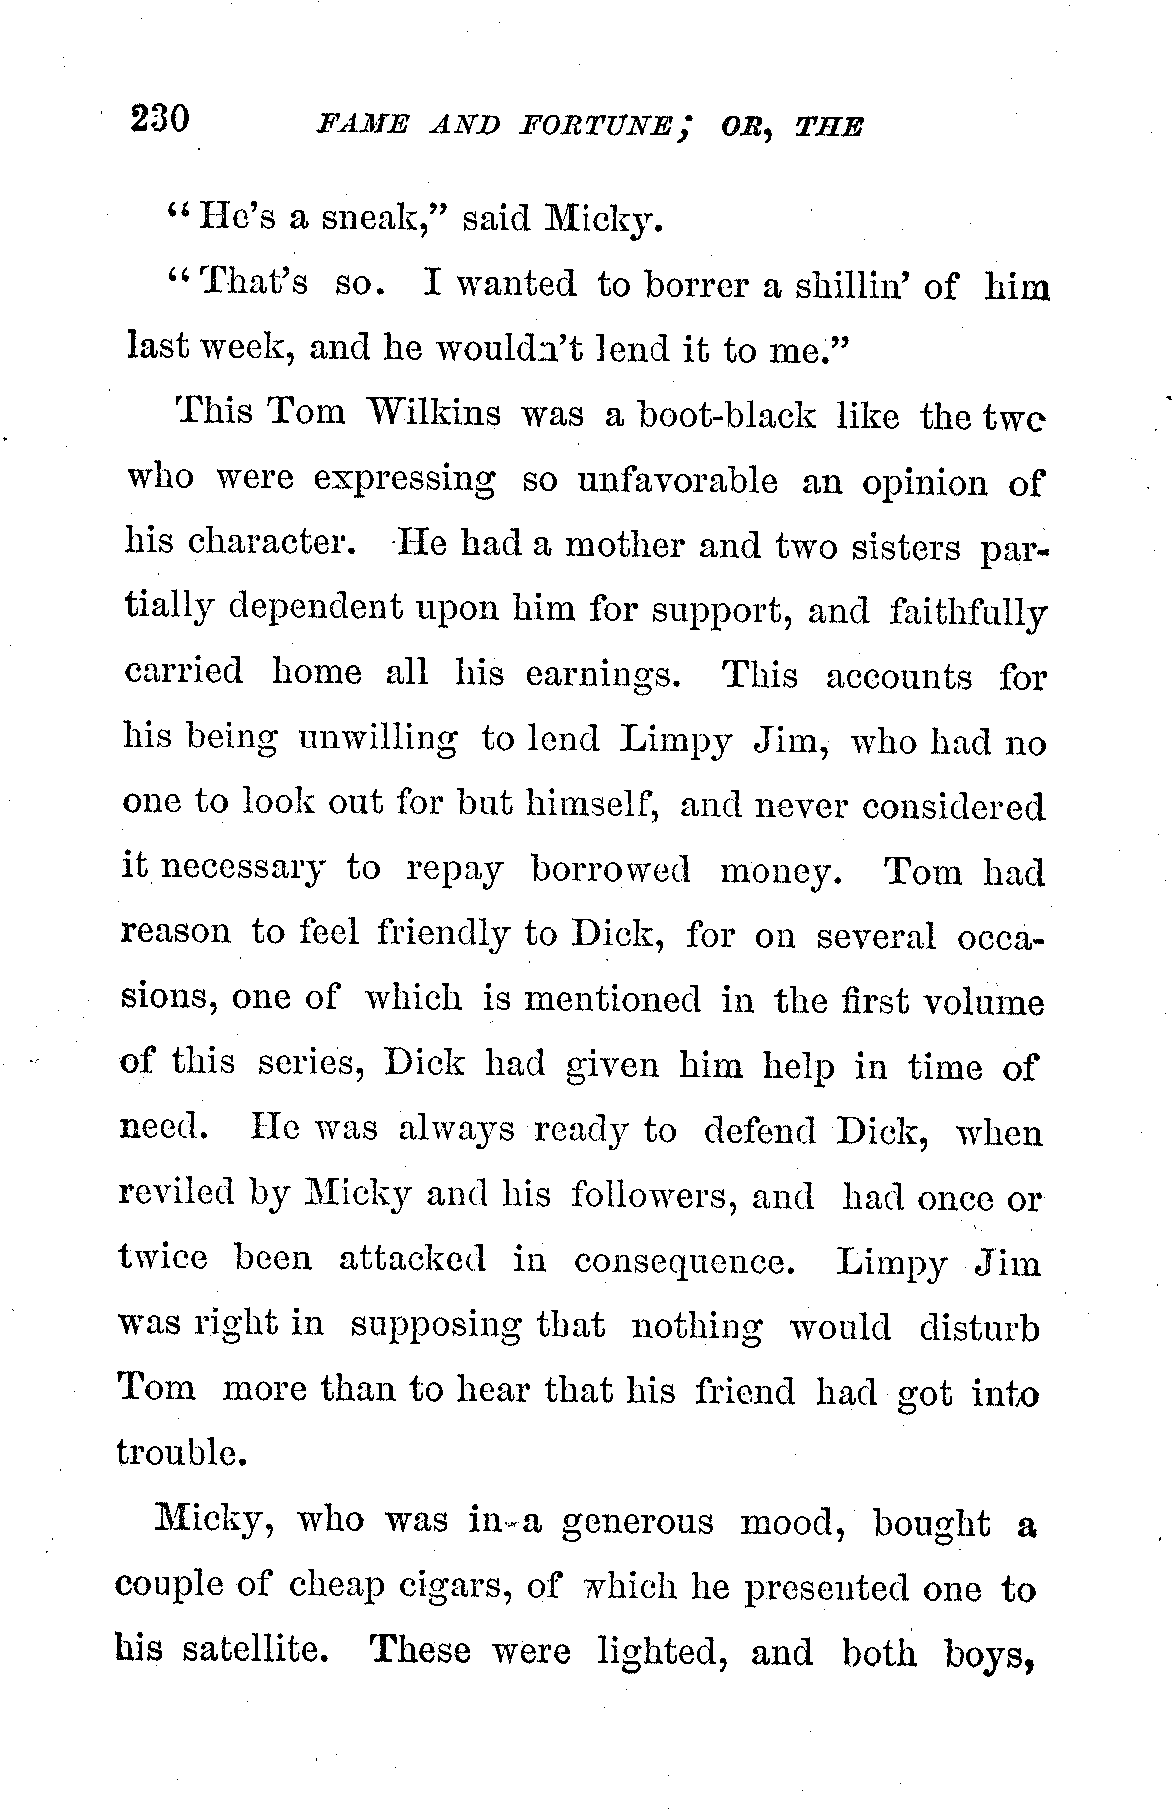 230 FAME AND FORTUNE; OR, THE
"He's a sneak," said Micky.
"That's so. I wanted to borrer a shillin' of him
last week, and he wouldn't lend it to me."
This Tom Wilkins was a boot-black like the two
who were expressing so unfavorable an opinion of
his character. He had a mother and two sisters par-
tially dependent upon him for support, and faithfully
carried home all his earnings. This accounts for
his being unwilling to lend Limpy Jim, who had no
one to look out for but himself, and never considered
it necessary to repay borrowed money. Tom had
reason to feel friendly to Dick, for on several occa-
sions, one of which is mentioned in the first volume
of this series, Dick had given him help in time of
need. He was always ready to defend Dick, when
reviled by Micky and his followers, and had once or
twice been attacked in consequence. Limpy Jim
was right in supposing that nothing would disturb
Tom more than to hear that his friend had got into
trouble.
Micky, who was in a generous mood, bought a
couple of cheap cigars, of which he presented one to
his satellite. These were lighted, and both boys,